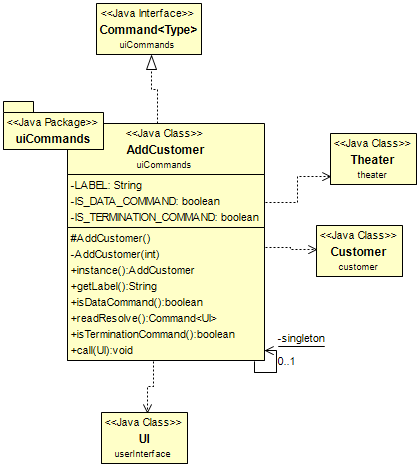 <<Java Interface>>
Command<Type>
uiCommands
<<Java Package>>
uiCommands
<<Java Class>>
AddCustomer
uiCommands
-LABEL: String
-IS_DATA_COMMAND: boolean
-IS_TERMINATION_COMMAND: boolean
#AddCustomer()
-AddCustomer(int)
+instance():AddCustomer
+getLabel():String
+isDataCommand():boolean
+readResolve():Command<UI>
+isTerminationCommand():boolean
+call(UI):void
<<Java Class>>
Theater
theater
<<Java Class>>
Customer
customer
-singleton
0..1
<<Java Class>>
UI
userInterface